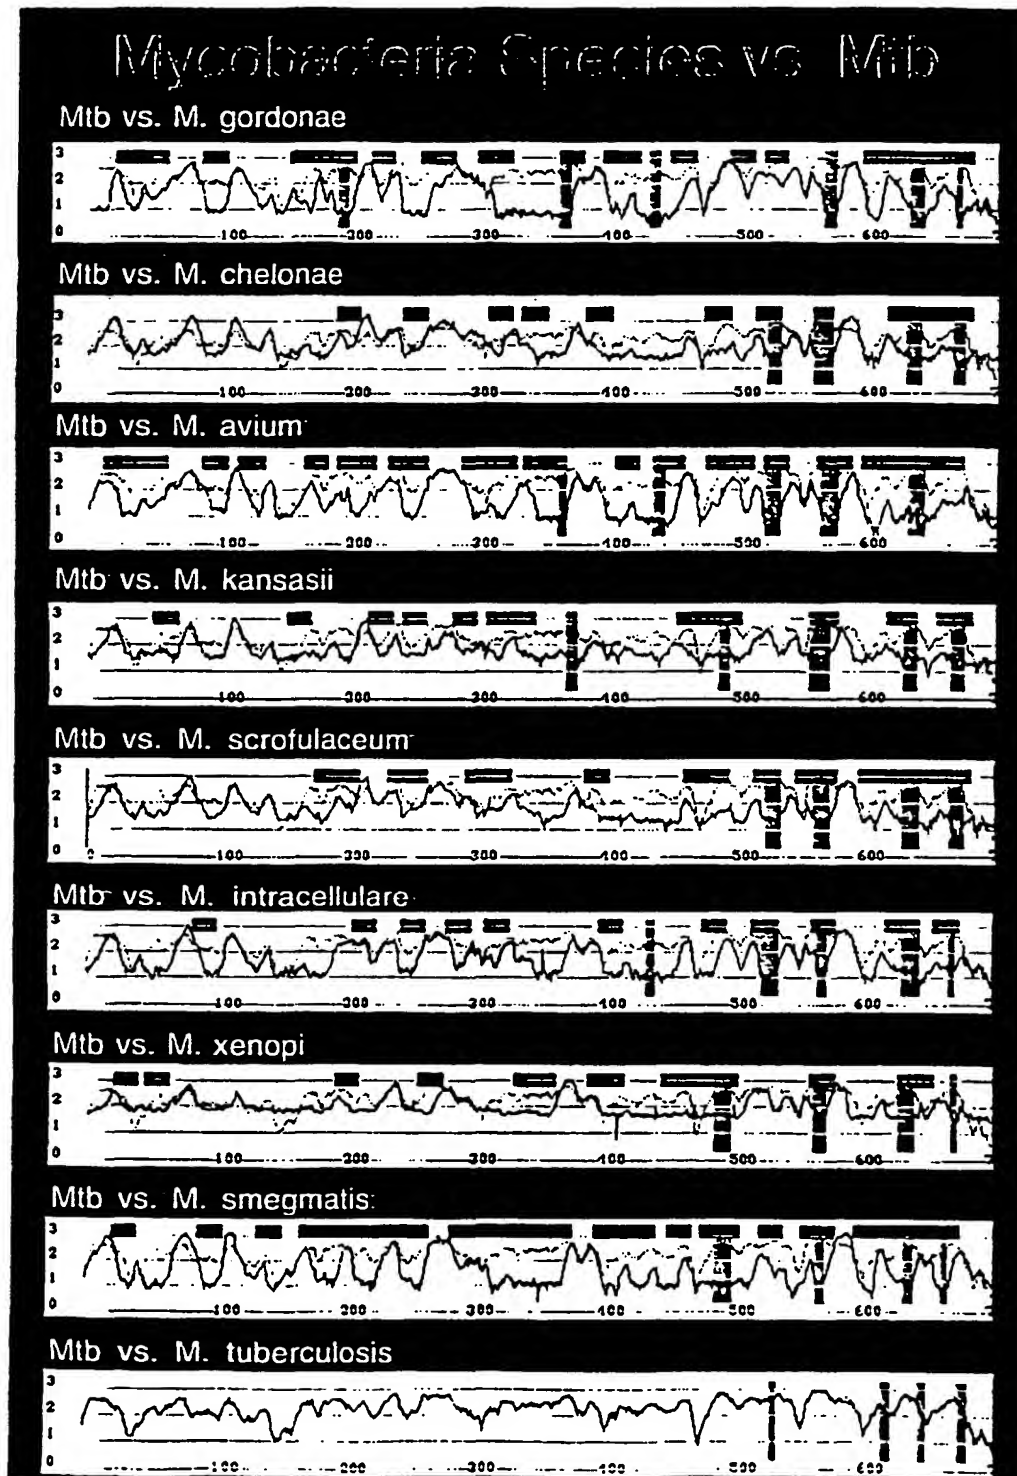 Mycobacteria Species vs Mtb
Mtb vs. M. gordonae
3
2
1
0
100 200 300 400 500 600
Mtb vs. M. chelonae
3
2
1
0
100 200 300 400 500 600
Mtb vs. M. avium
3
2
1
0
100 200 300 400 500 600
Mtb vs. M. kansasii
3
2
1
0
100 200 300 400 500 600
Mtb vs. M. scrofulaceum
3
2
1
0
0 100 200 300 400 500 600
Mtb vs. M. intracellulare
3
2
1
0
100 200 300 400 500 600
Mtb vs. M. xenopi
3
2
1
0
100 200 300 400 500 600
Mtb vs. M. smegmatis
3
2
1
0
100 200 300 400 500 600
Mtb vs. M. tuberculosis
3
2
1
0
100 200 300 400 500 600